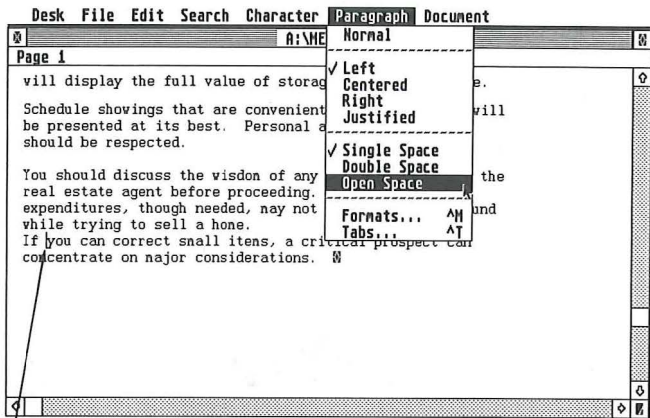 Desk File Edit Search Character Paragraph Document
A:\ME
Page 1
Normal
Left
Centered
Right
Justified
Single Space
Double Space
Open Space
Formats... ^M
Tabs... ^T
will display the full value of storag e.
Schedule showings that are convenient will
be presented at its best. Personal a
should be respected.
You should discuss the wisdon of any the
real estate agent before proceeding.
expenditures, though needed, nay not und
while trying to sell a hone.
If you can correct snall itens, a critical prospect can
concentrate on najor considerations.